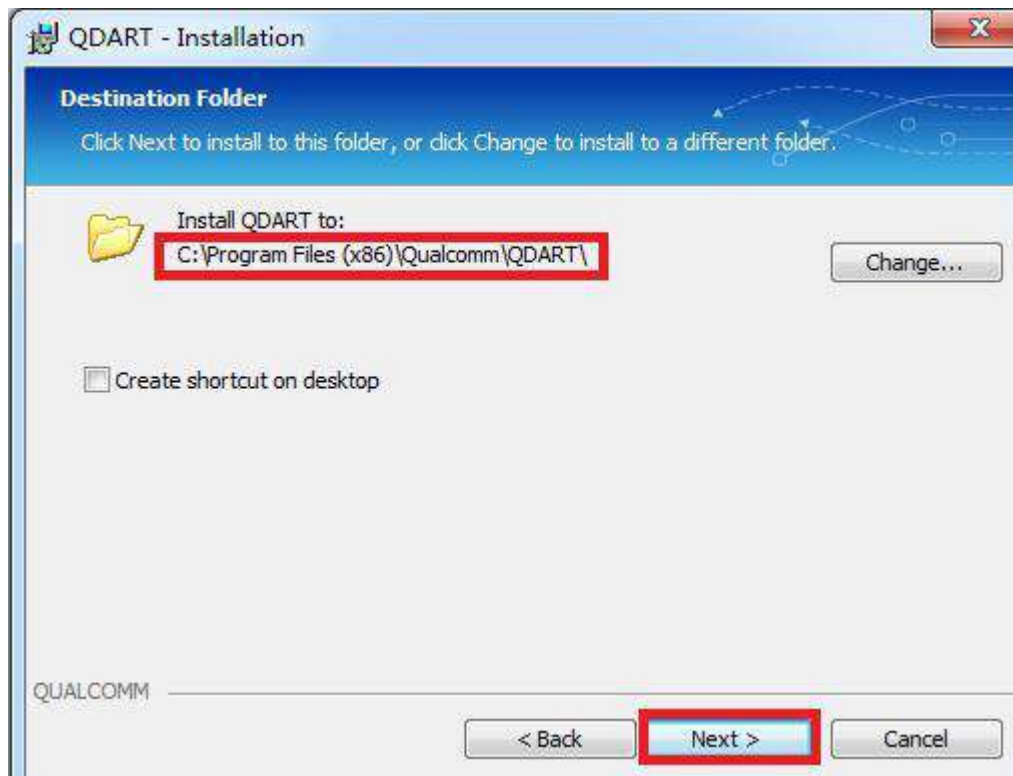 QDART - Installation
Destination Folder
Click Next to install to this folder, or click Change to install to a different folder.
Install QDART to:
C:\Program Files (x86)\Qualcomm\QDART\
Change...
Create shortcut on desktop
QUALCOMM
< Back
Next >
Cancel